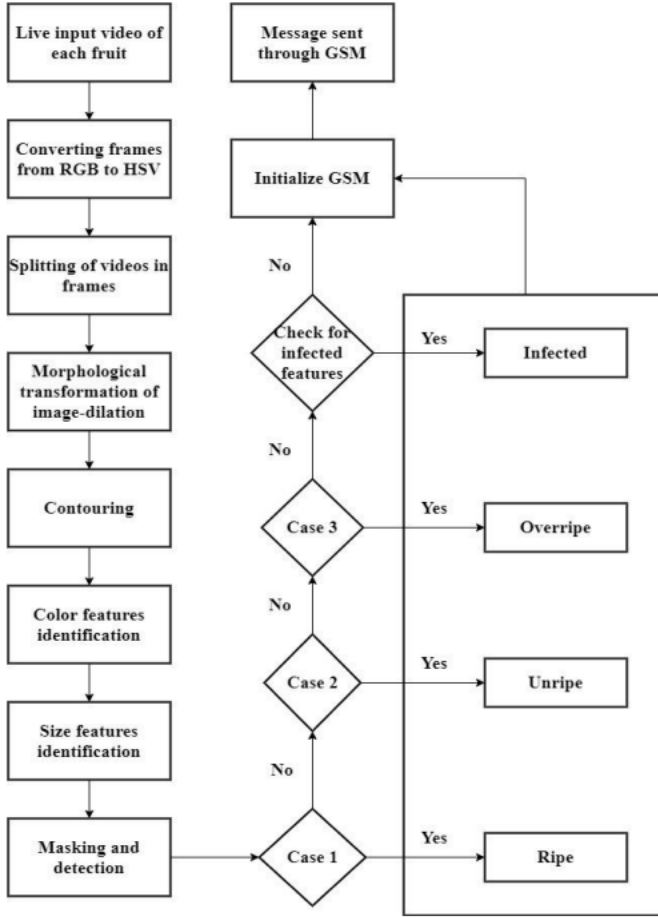 Live input video of
each fruit
Converting frames
from RGB to HSV
Splitting of videos in
frames
Morphological
transformation of
image-dilation
Contouring
Color features
identification
Size features
identification
Masking and
detection
Message sent
through GSM
Initialize GSM
No
Check for
infected
features
Yes
Infected
No
Case 3
Yes
Overripe
No
Case 2
Yes
Unripe
No
Case 1
Yes
Ripe